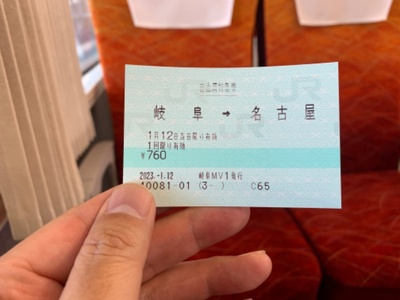 岐阜 → 名古屋
1月12日当日限り有効
1回限り有効
¥760
2023.-1.12 岐阜MV1発行
40081-01 (3- ) C65